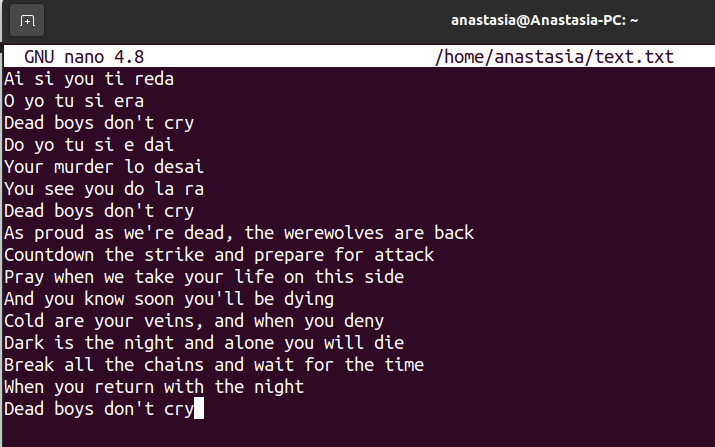 anastasia@Anastasia-PC: ~
GNU nano 4.8 /home/anastasia/text.txt
Ai si you ti reda
O yo tu si era
Dead boys don't cry
Do yo tu si e dai
Your murder lo desai
You see you do la ra
Dead boys don't cry
As proud as we're dead, the werewolves are back
Countdown the strike and prepare for attack
Pray when we take your life on this side
And you know soon you'll be dying
Cold are your veins, and when you deny
Dark is the night and alone you will die
Break all the chains and wait for the time
When you return with the night
Dead boys don't cry